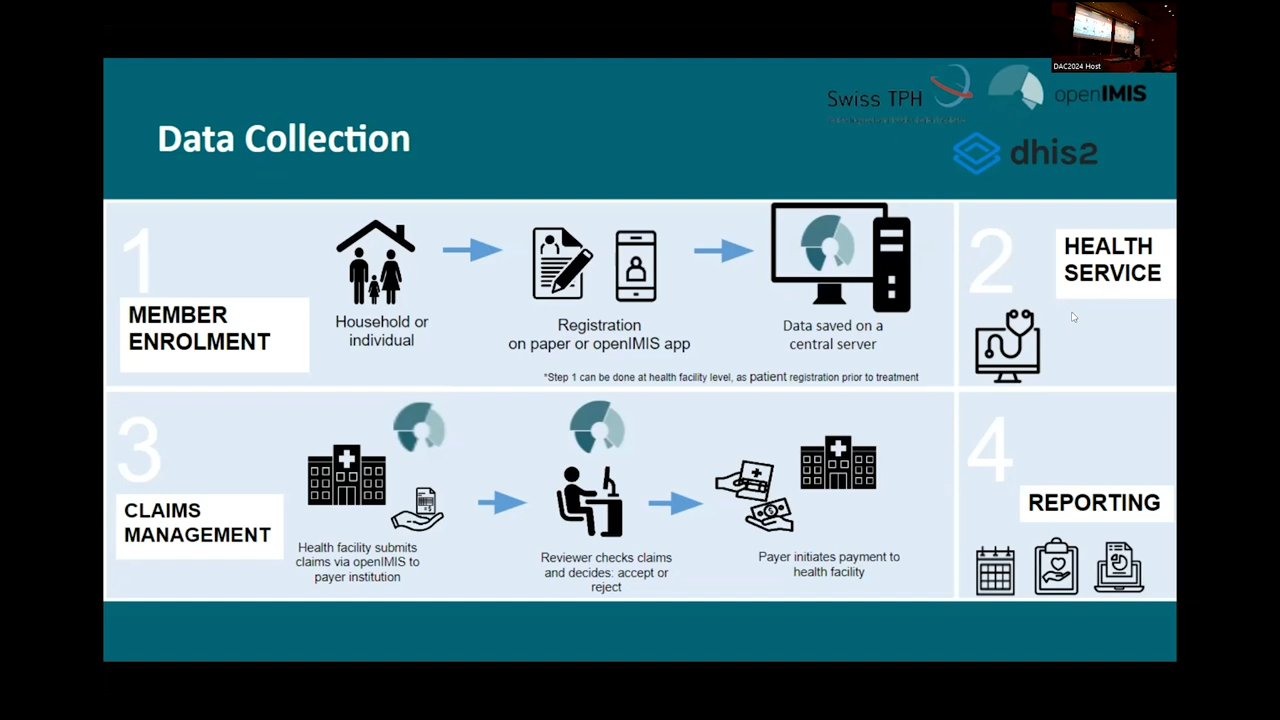 DAC2024 Host
Swiss TPH
openIMIS
dhis2
Data Collection
1
MEMBER
ENROLMENT
Household or
individual
Registration
on paper or openIMIS app
Data saved on a
central server
*Step 1 can be done at health facility level, as patient registration prior to treatment
2
HEALTH
SERVICE
3
CLAIMS
MANAGEMENT
Health facility submits
claims via openIMIS to
payer institution
Reviewer checks claims
and decides: accept or
reject
Payer initiates payment to
health facility
4
REPORTING